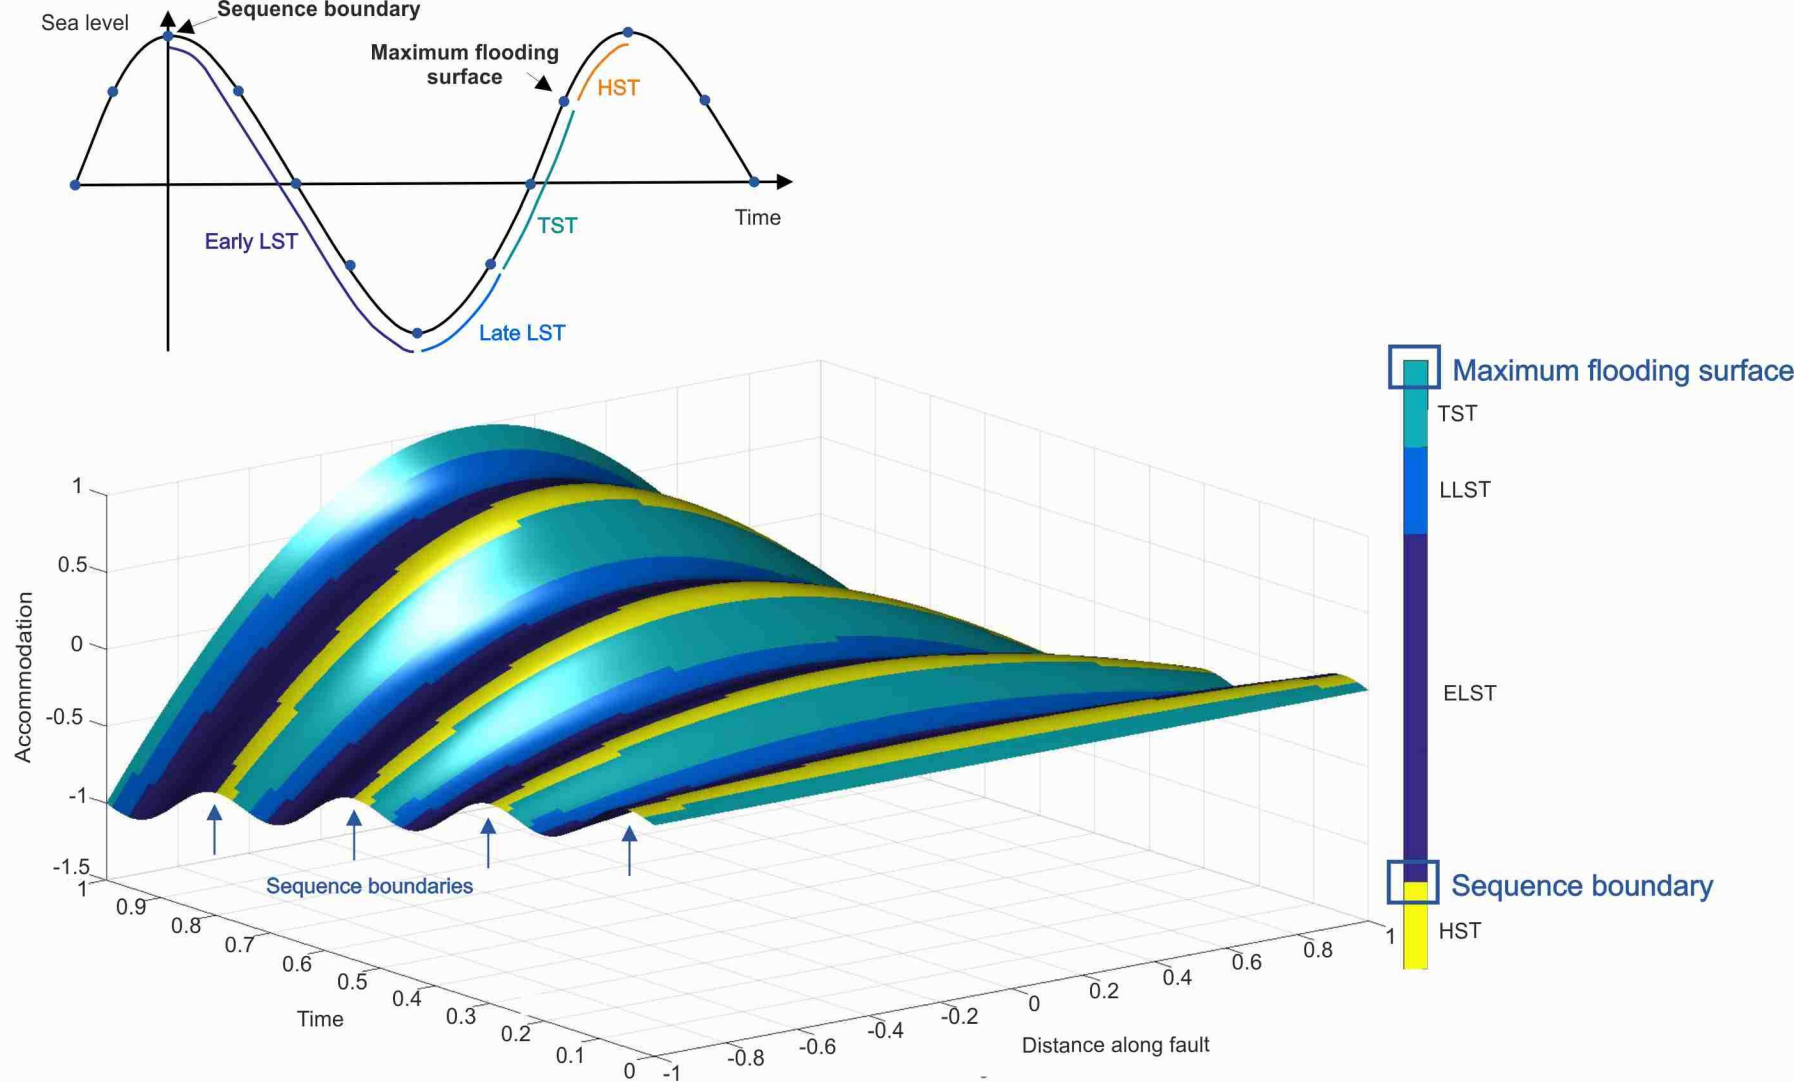 Sequence boundary
Sea level
Maximum flooding
surface
HST
TST
Time
Early LST
Late LST
Maximum flooding surface
TST
LLST
ELST
Sequence boundary
HST
Accommodation
1
0.5
0
-0.5
-1
-1.5
Sequence boundaries
1
0.9
0.8
0.7
0.6
0.5
0.4
0.3
0.2
0.1
0
Time
-1
-0.8
-0.6
-0.4
-0.2
0
0.2
0.4
0.6
0.8
1
Distance along fault